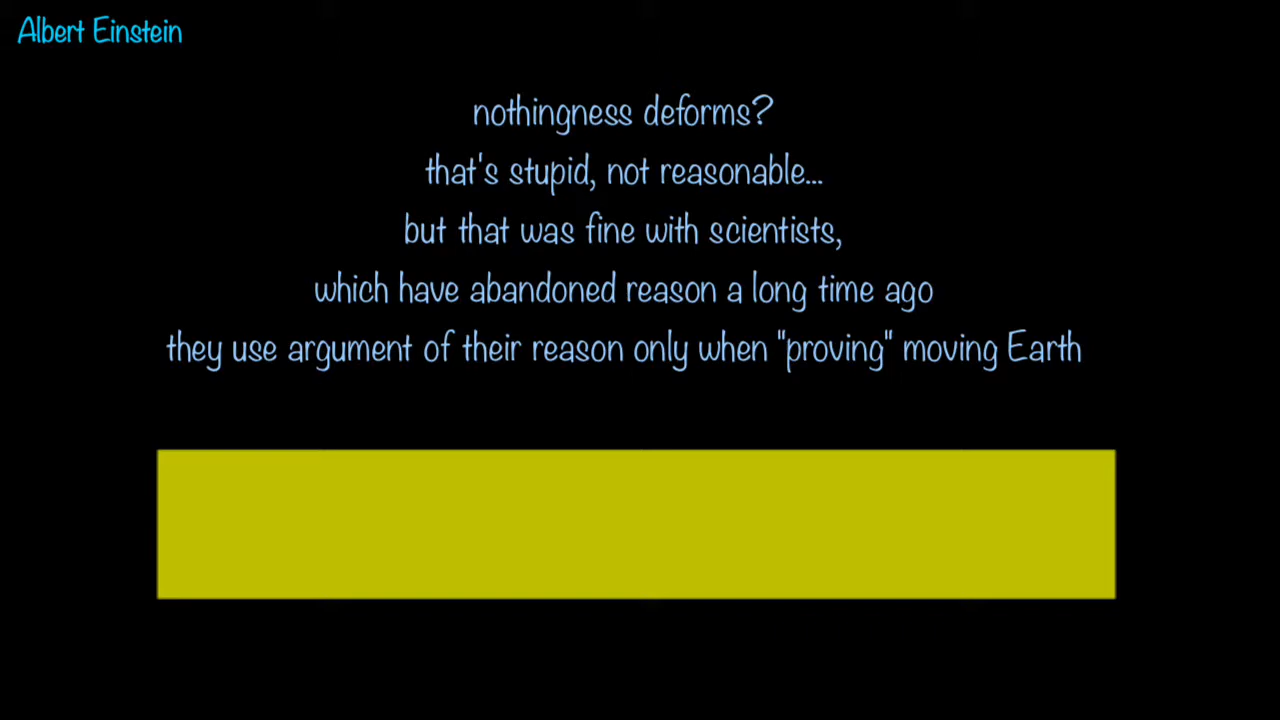 Albert Einstein
nothingness deforms?
that's stupid, not reasonable...
but that was fine with scientists,
which have abandoned reason a long time ago
they use argument of their reason only when "proving" moving Earth